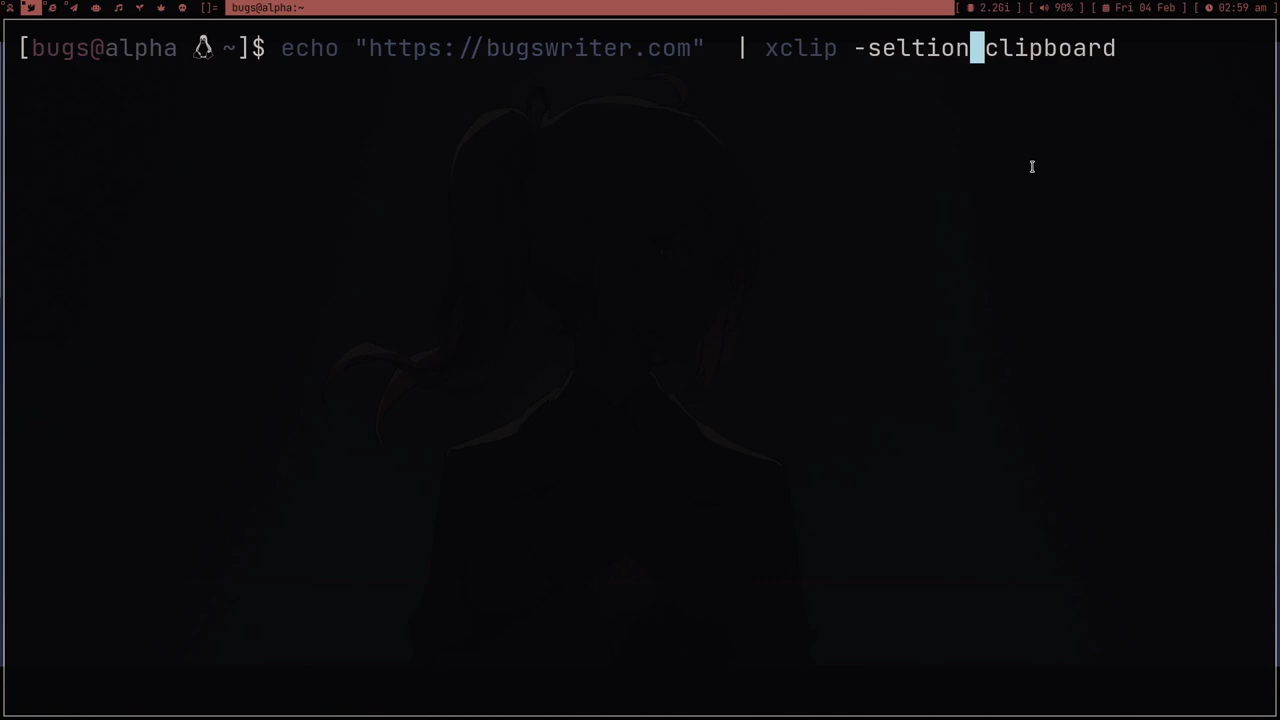 []= bugs@alpha:~ [ 2.2Gi ] [ 90% ] [ Fri 04 Feb ] [ 02:59 am ]
[bugs@alpha ~]$ echo "https://bugswriter.com"  | xclip -seltion clipboard